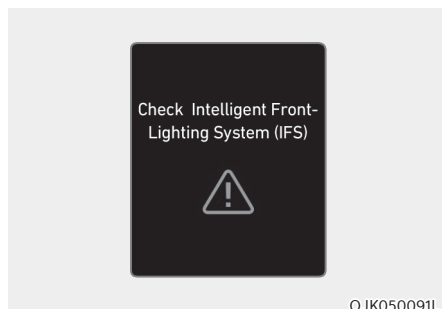 Check Intelligent Front-
Lighting System (IFS)
OJK050091L